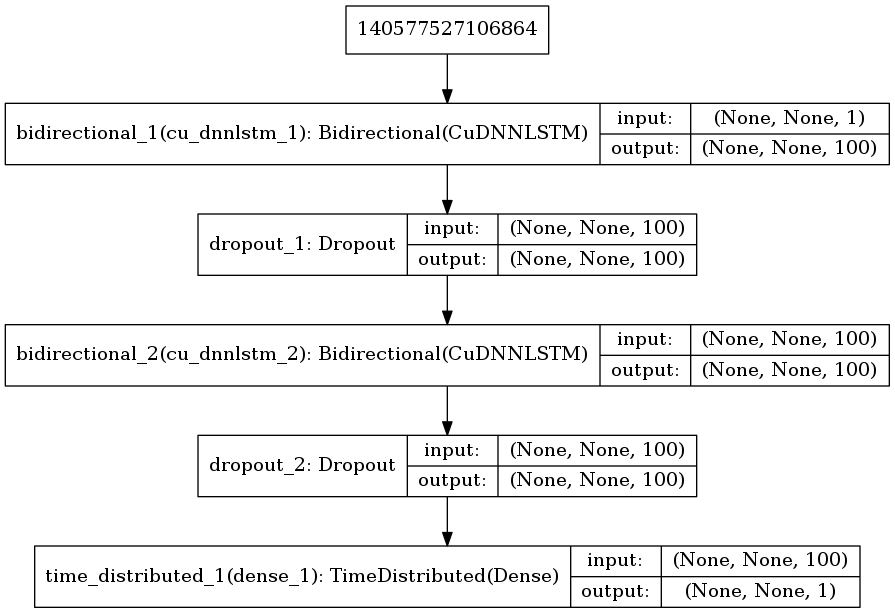 140577527106864
bidirectional_1(cu_dnnlstm_1): Bidirectional(CuDNNLSTM)
input: (None, None, 1)
output: (None, None, 100)
dropout_1: Dropout
input: (None, None, 100)
output: (None, None, 100)
bidirectional_2(cu_dnnlstm_2): Bidirectional(CuDNNLSTM)
input: (None, None, 100)
output: (None, None, 100)
dropout_2: Dropout
input: (None, None, 100)
output: (None, None, 100)
time_distributed_1(dense_1): TimeDistributed(Dense)
input: (None, None, 100)
output: (None, None, 1)